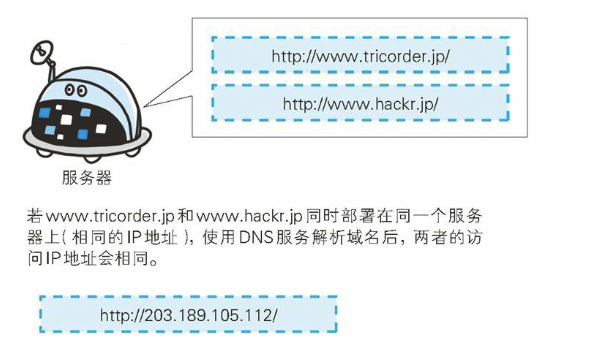 http://www.tricorder.jp/
http://www.hackr.jp/
服务器
若www.tricorder.jp和www.hackr.jp同时部署在同一个服务
器上(相同的IP地址)，使用DNS服务解析域名后，两者的访
问IP地址会相同。
http://203.189.105.112/